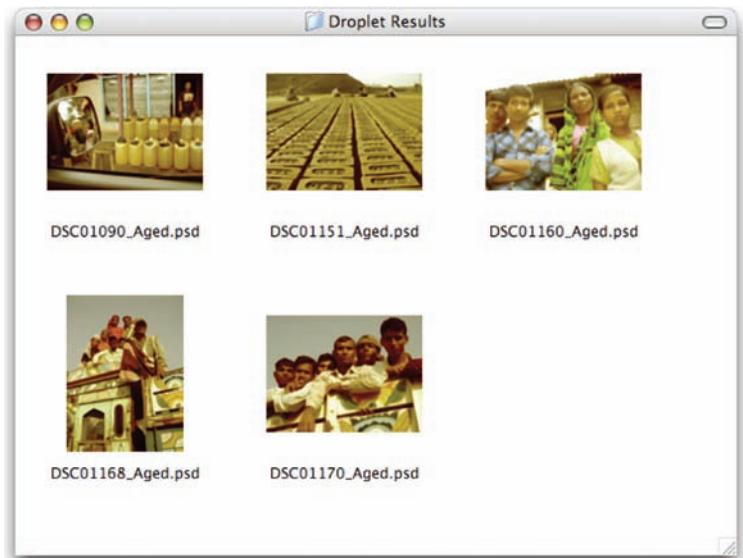 Droplet Results
DSC01090_Aged.psd
DSC01151_Aged.psd
DSC01160_Aged.psd
DSC01168_Aged.psd
DSC01170_Aged.psd